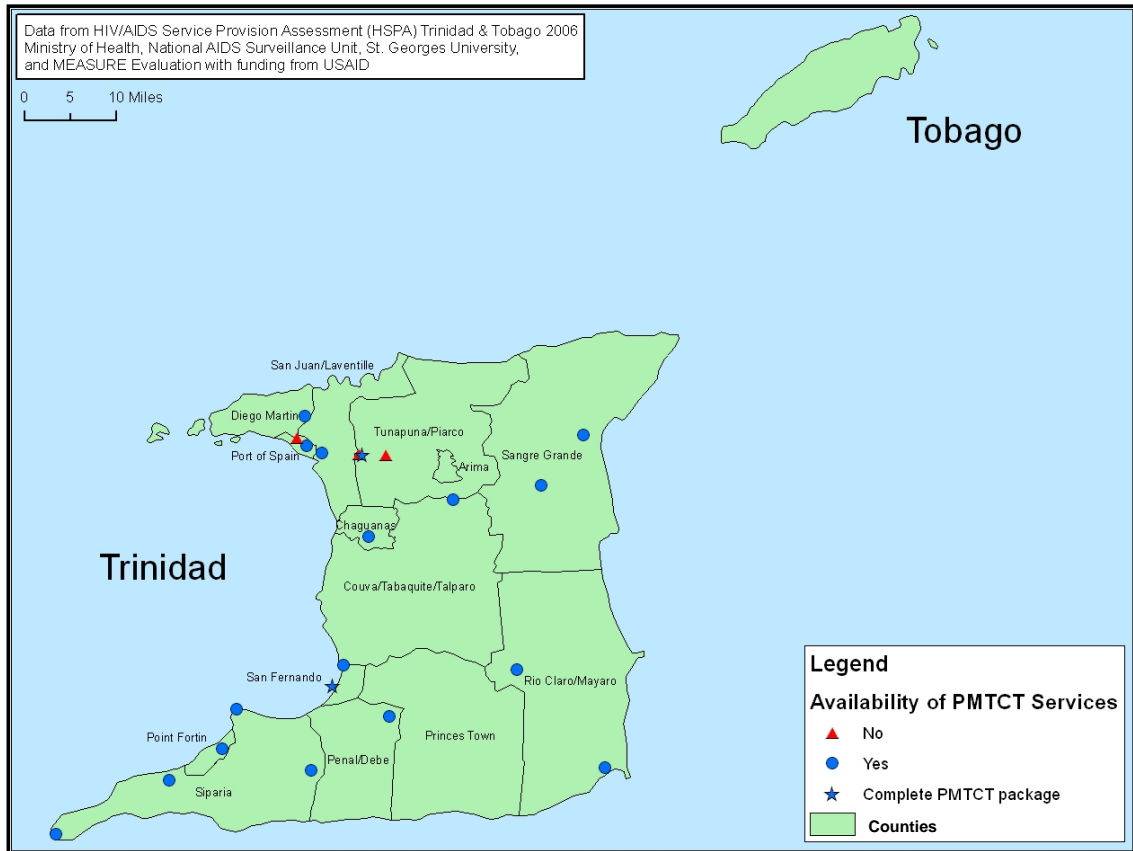 Data from HIV/AIDS Service Provision Assessment (HSPA) Trinidad & Tobago 2006
Ministry of Health, National AIDS Surveillance Unit, St. Georges University,
and MEASURE Evaluation with funding from USAID
0 5 10 Miles
Tobago
San Juan/Laventille
Diego Martin
Tunapuna/Piarco
Port of Spain
Arima
Sangre Grande
Chaguanas
Trinidad
Couva/Tabaquite/Talparo
San Fernando
Rio Claro/Mayaro
Point Fortin
Princes Town
Penal/Debe
Siparia
Legend
Availability of PMTCT Services
No
Yes
Complete PMTCT package
Counties